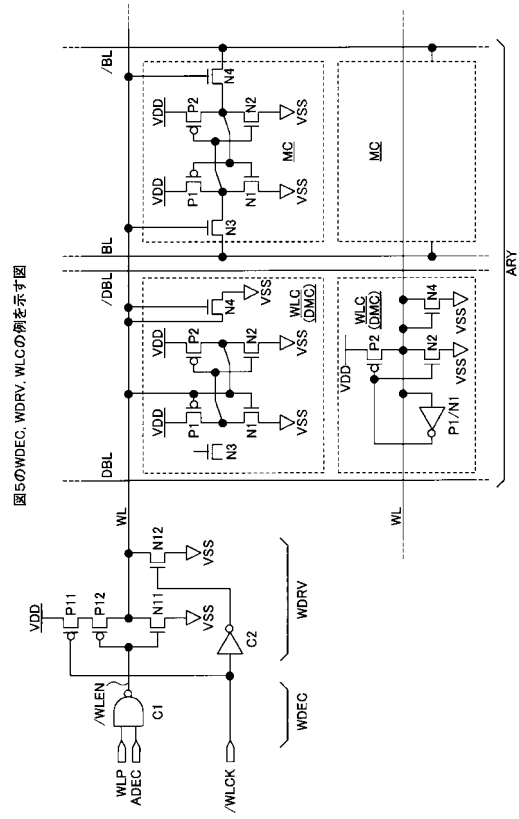 図5のWDEC, WDRV, WLCの例を示す図
WLP
ADEC
/WLCK
/WLEN
C1
WDEC
VDD
P11
P12
N11
VSS
N12
VSS
C2
WDRV
WL
DBL
/DBL
BL
/BL
VDD
P1
N3
N1
VSS
VDD
P2
N2
VSS
N4
VSS
WLC
(DMC)
VDD
P1
N3
N1
VSS
VDD
P2
N4
N2
VSS
MC
WL
VDD
P2
WLC
(DMC)
P1/N1
N2
VSS
N4
VSS
MC
ARY